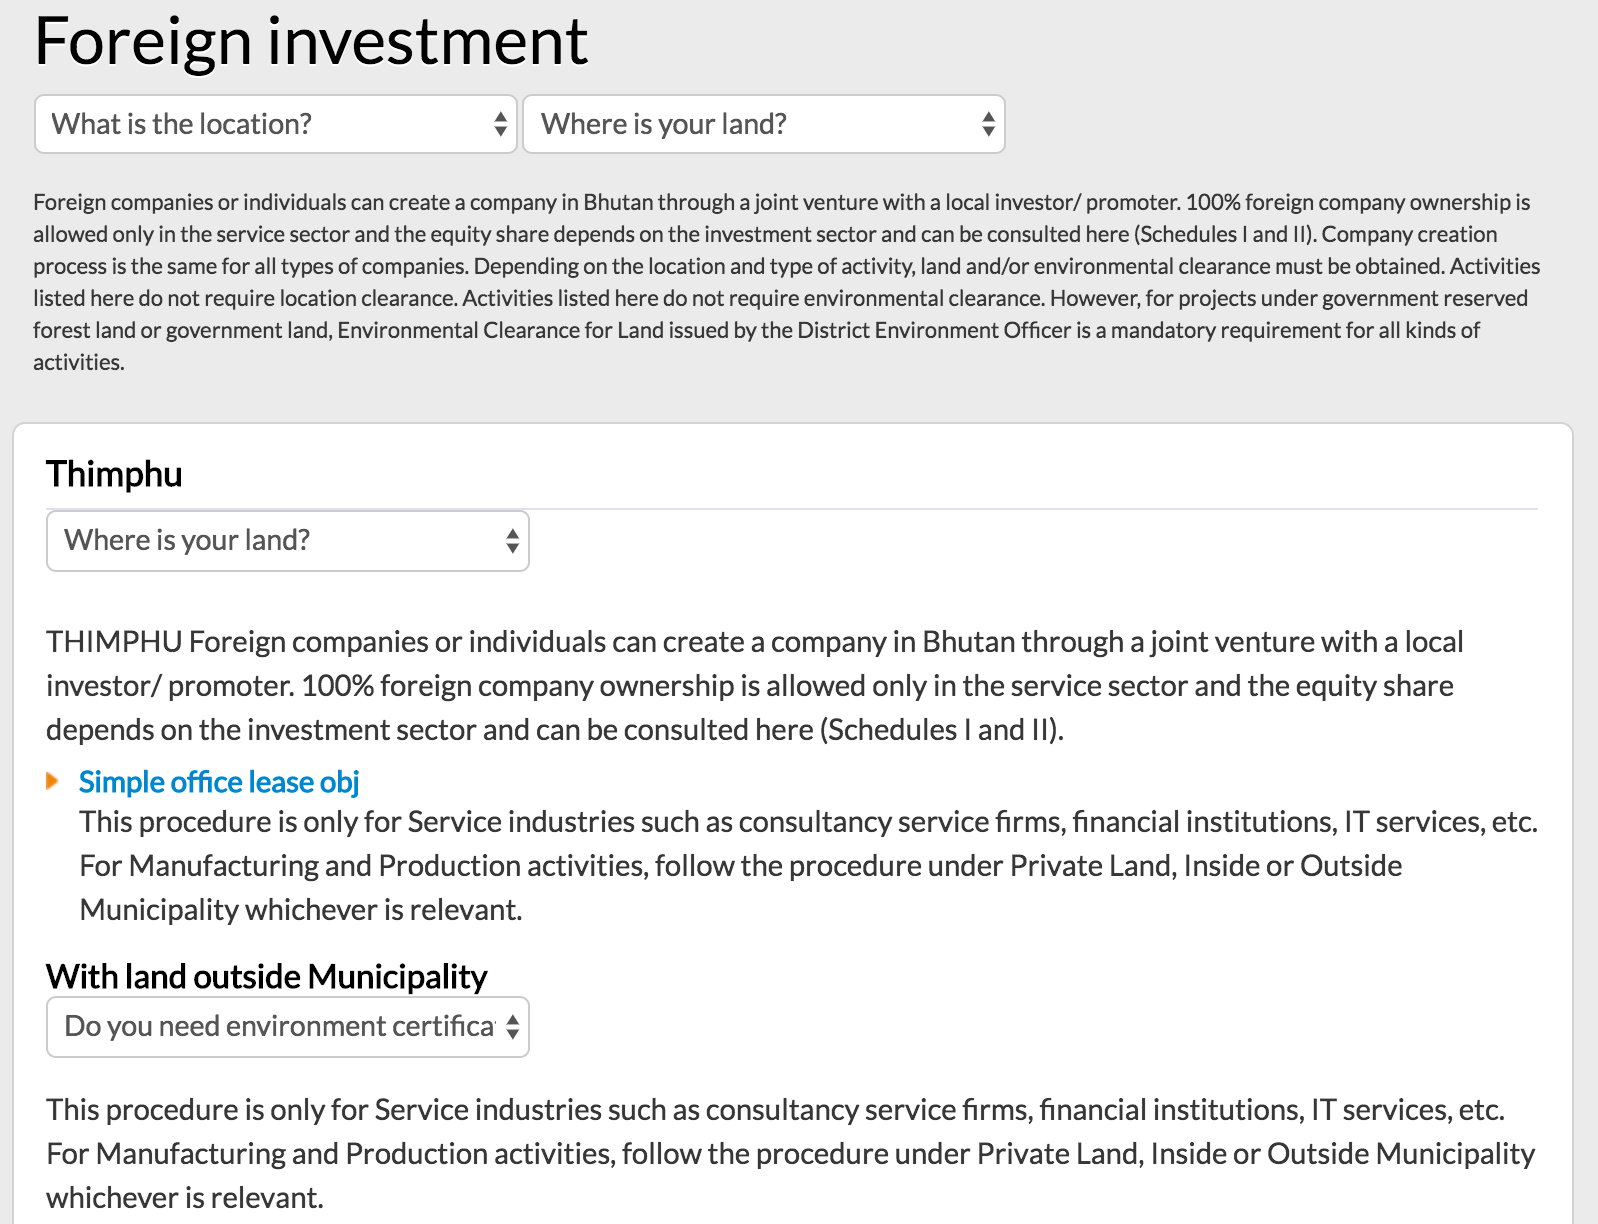 Foreign investment
What is the location?
Where is your land?
Foreign companies or individuals can create a company in Bhutan through a joint venture with a local investor/ promoter. 100% foreign company ownership is
allowed only in the service sector and the equity share depends on the investment sector and can be consulted here (Schedules I and II). Company creation
process is the same for all types of companies. Depending on the location and type of activity, land and/or environmental clearance must be obtained. Activities
listed here do not require location clearance. Activities listed here do not require environmental clearance. However, for projects under government reserved
forest land or government land, Environmental Clearance for Land issued by the District Environment Officer is a mandatory requirement for all kinds of
activities.
Thimphu
Where is your land?
THIMPHU Foreign companies or individuals can create a company in Bhutan through a joint venture with a local
investor/ promoter. 100% foreign company ownership is allowed only in the service sector and the equity share
depends on the investment sector and can be consulted here (Schedules I and II).
Simple office lease obj
This procedure is only for Service industries such as consultancy service firms, financial institutions, IT services, etc.
For Manufacturing and Production activities, follow the procedure under Private Land, Inside or Outside
Municipality whichever is relevant.
With land outside Municipality
Do you need environment certifica
This procedure is only for Service industries such as consultancy service firms, financial institutions, IT services, etc.
For Manufacturing and Production activities, follow the procedure under Private Land, Inside or Outside Municipality
whichever is relevant.